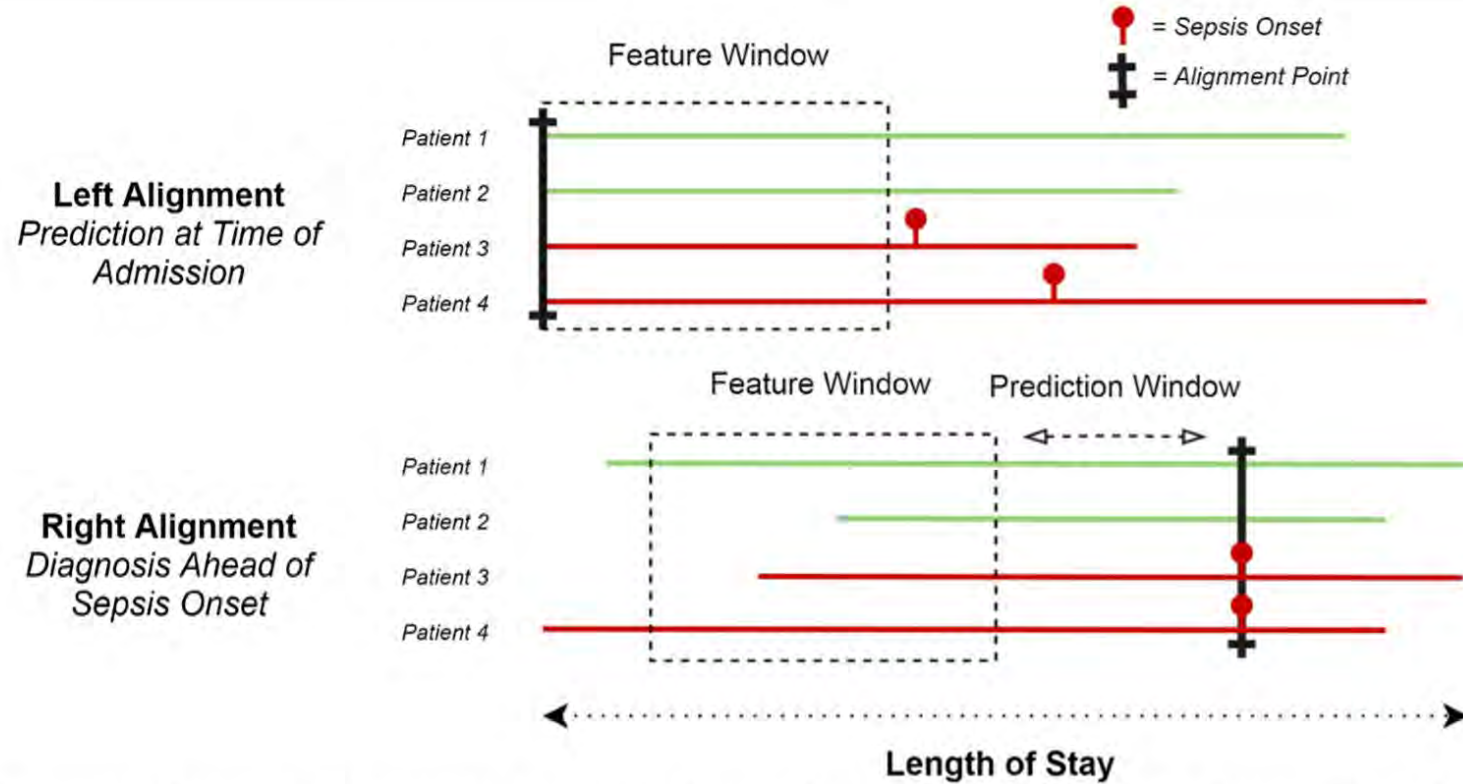 = Sepsis Onset
= Alignment Point
Feature Window
Left Alignment
Prediction at Time of
Admission
Patient 1
Patient 2
Patient 3
Patient 4
Feature Window
Prediction Window
Right Alignment
Diagnosis Ahead of
Sepsis Onset
Patient 1
Patient 2
Patient 3
Patient 4
Length of Stay